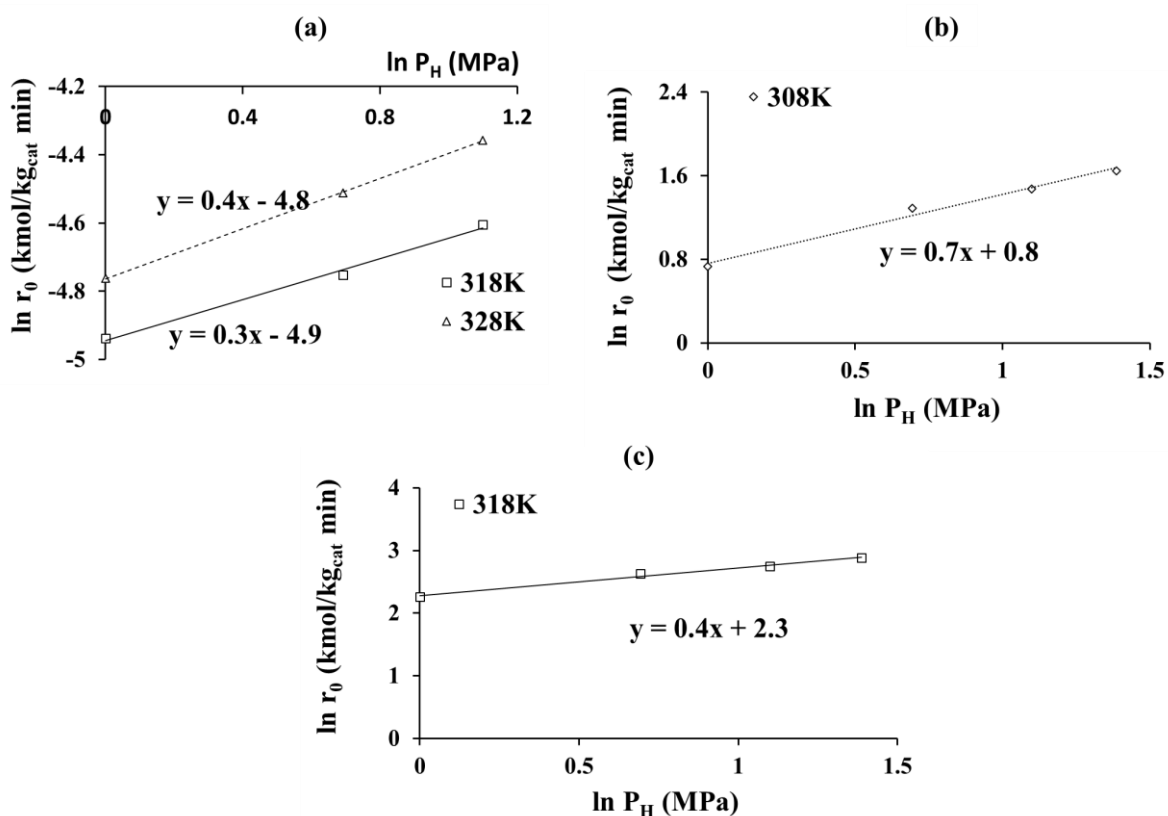 (a)
ln P_H (MPa)
ln r_0 (kmol/kg_cat min)
-4.2
-4.4
-4.6
-4.8
-5
0
0.4
0.8
1.2
y = 0.4x - 4.8
y = 0.3x - 4.9
318K
328K
(b)
ln r_0 (kmol/kg_cat min)
2.4
1.6
0.8
0
308K
y = 0.7x + 0.8
0
0.5
1
1.5
ln P_H (MPa)
(c)
ln r_0 (kmol/kg_cat min)
4
3
2
1
0
318K
y = 0.4x + 2.3
0
0.5
1
1.5
ln P_H (MPa)